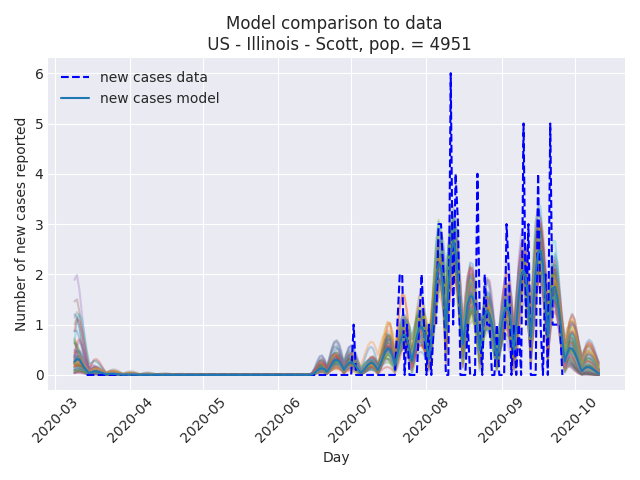 Model comparison to data
US - Illinois - Scott, pop. = 4951
new cases data
new cases model
Number of new cases reported
6
5
4
3
2
1
0
2020-03
2020-04
2020-05
2020-06
2020-07
2020-08
2020-09
2020-10
Day